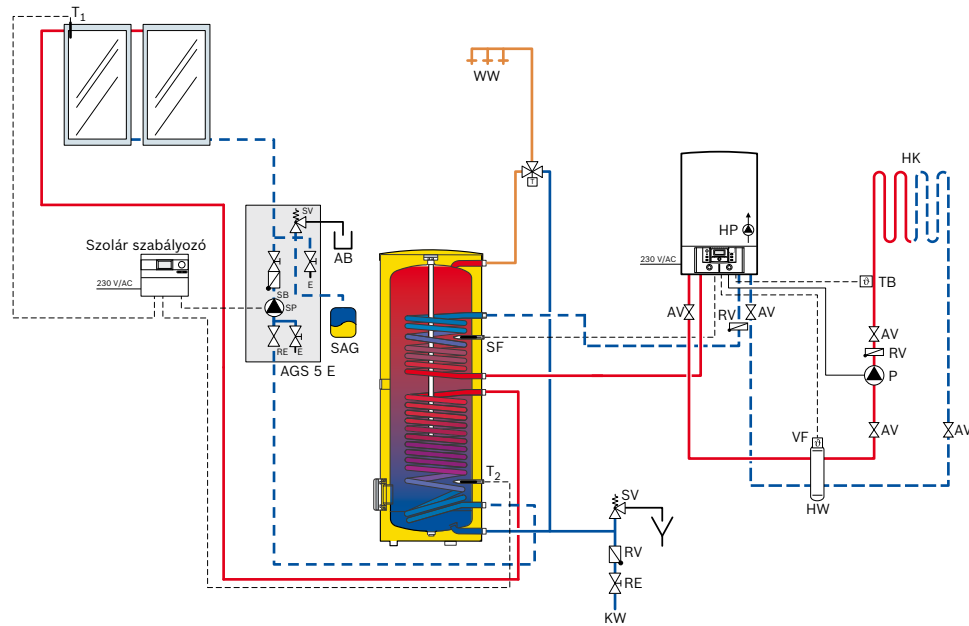 T1
WW
HK
HP
SV
AB
Szolár szabályozó
230 V/AC
230 V/AC
E
TB
SB
SP
AV
RV
AV
AV
SAG
SF
RV
RE
E
P
AGS 5 E
VF
AV
AV
T2
SV
HW
RV
RE
KW